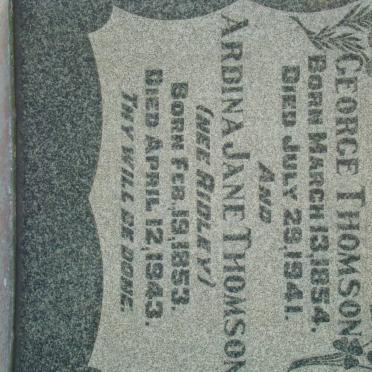 GEORGE THOMSON
BORN MARCH 13, 1854.
DIED JULY 29, 1941.
AND
ARDINA JANE THOMSON
(NEE RIDLEY)
BORN FEB. 19, 1853.
DIED APRIL 12, 1943.
THY WILL BE DONE.